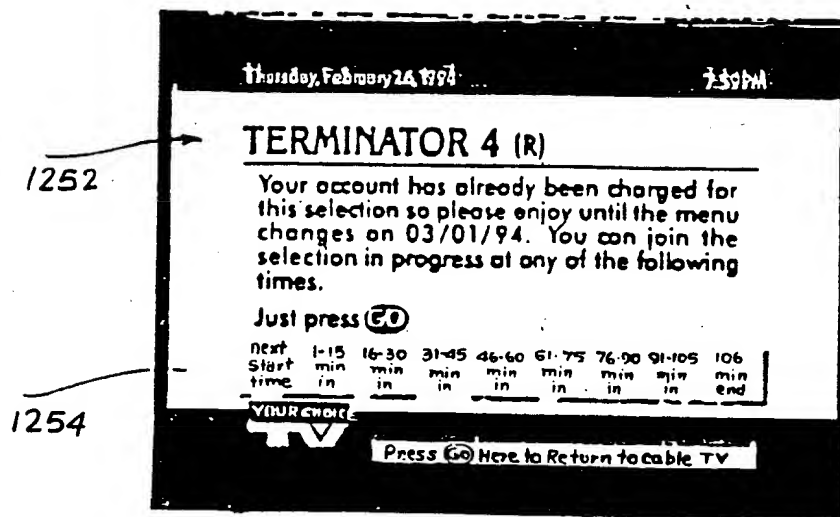 Thursday, February 26, 1994 7:59PM
TERMINATOR 4 (R)
1252
Your account has already been charged for
this selection so please enjoy until the menu
changes on 03/01/94. You can join the
selection in progress at any of the following
times.
Just press GO
next 1-15 16-30 31-45 46-60 61-75 76-90 91-105 106
start min min min min min min min min
time in in in in in in in end
1254
YOUR CHOICE
TV
Press GO Here to Return to cable TV